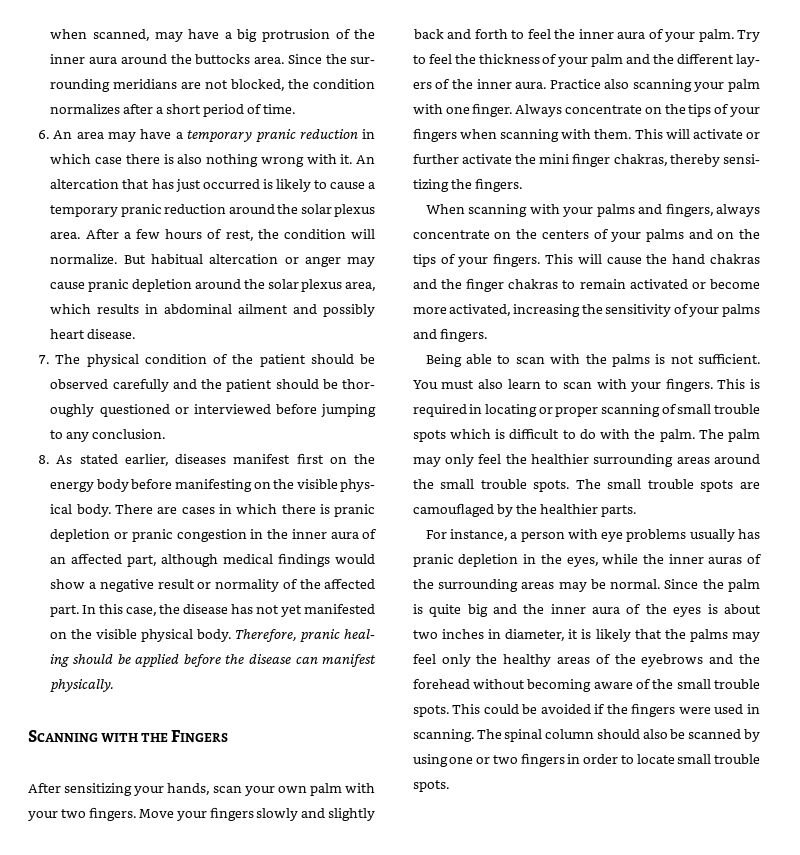 when scanned, may have a big protrusion of the
inner aura around the buttocks area. Since the sur-
rounding meridians are not blocked, the condition
normalizes after a short period of time.
6. An area may have a temporary pranic reduction in
which case there is also nothing wrong with it. An
altercation that has just occurred is likely to cause a
temporary pranic reduction around the solar plexus
area. After a few hours of rest, the condition will
normalize. But habitual altercation or anger may
cause pranic depletion around the solar plexus area,
which results in abdominal ailment and possibly
heart disease.
7. The physical condition of the patient should be
observed carefully and the patient should be thor-
oughly questioned or interviewed before jumping
to any conclusion.
8. As stated earlier, diseases manifest first on the
energy body before manifesting on the visible phys-
ical body. There are cases in which there is pranic
depletion or pranic congestion in the inner aura of
an affected part, although medical findings would
show a negative result or normality of the affected
part. In this case, the disease has not yet manifested
on the visible physical body. Therefore, pranic heal-
ing should be applied before the disease can manifest
physically.
Scanning with the Fingers
After sensitizing your hands, scan your own palm with
your two fingers. Move your fingers slowly and slightly
back and forth to feel the inner aura of your palm. Try
to feel the thickness of your palm and the different lay-
ers of the inner aura. Practice also scanning your palm
with one finger. Always concentrate on the tips of your
fingers when scanning with them. This will activate or
further activate the mini finger chakras, thereby sensi-
tizing the fingers.
When scanning with your palms and fingers, always
concentrate on the centers of your palms and on the
tips of your fingers. This will cause the hand chakras
and the finger chakras to remain activated or become
more activated, increasing the sensitivity of your palms
and fingers.
Being able to scan with the palms is not sufficient.
You must also learn to scan with your fingers. This is
required in locating or proper scanning of small trouble
spots which is difficult to do with the palm. The palm
may only feel the healthier surrounding areas around
the small trouble spots. The small trouble spots are
camouflaged by the healthier parts.
For instance, a person with eye problems usually has
pranic depletion in the eyes, while the inner auras of
the surrounding areas may be normal. Since the palm
is quite big and the inner aura of the eyes is about
two inches in diameter, it is likely that the palms may
feel only the healthy areas of the eyebrows and the
forehead without becoming aware of the small trouble
spots. This could be avoided if the fingers were used in
scanning. The spinal column should also be scanned by
using one or two fingers in order to locate small trouble
spots.